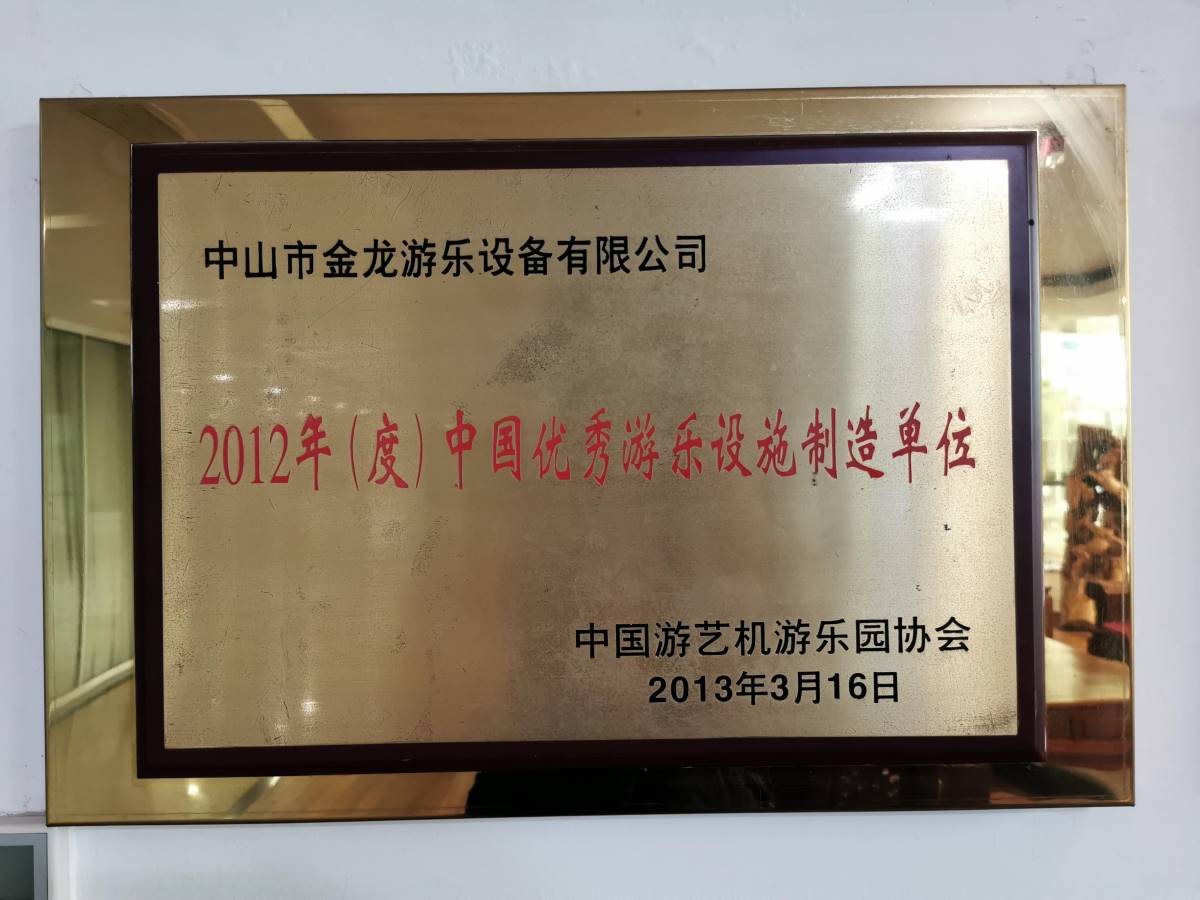 中山市金龙游乐设备有限公司
2012年（度）中国优秀游乐设施制造单位
中国游艺机游乐园协会
2013年3月16日